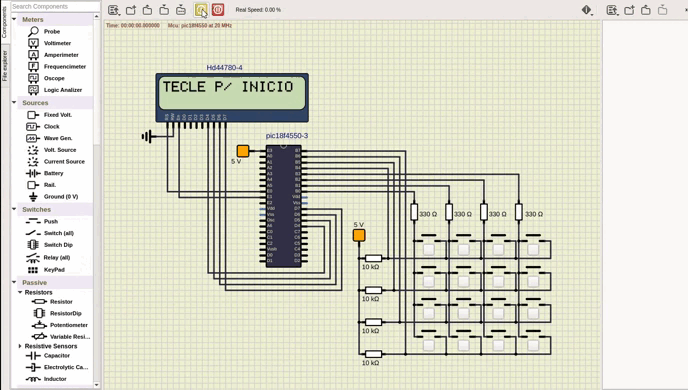 Search Components
Real Speed: 0.00 %
Components
File explorer
Time: 00:00:00.000000 Mcu: pic18f4550 at 20 MHz
Meters
Probe
Voltimeter
Amperimeter
Frequencimeter
Oscope
Logic Analizer
Sources
Fixed Volt.
Clock
Wave Gen.
Volt. Source
Current Source
Battery
Rail.
Ground (0 V)
Switches
Push
Switch (all)
Switch Dip
Relay (all)
KeyPad
Passive
Resistors
Resistor
ResistorDip
Potentiometer
Variable Resi...
Resistive Sensors
Capacitor
Electrolytic Ca...
Inductor
Hd44780-4
TECLE P/ INICIO
pic18f4550-3
5 V
5 V
330 Ω
330 Ω
330 Ω
330 Ω
10 kΩ
10 kΩ
10 kΩ
10 kΩ